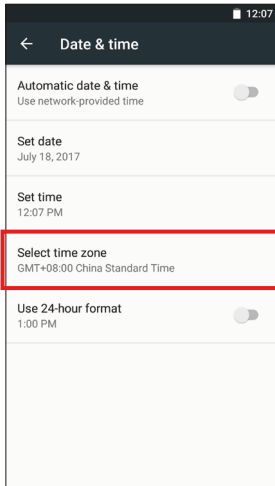 12:07
Date & time
Automatic date & time
Use network-provided time
Set date
July 18, 2017
Set time
12:07 PM
Select time zone
GMT+08:00 China Standard Time
Use 24-hour format
1:00 PM